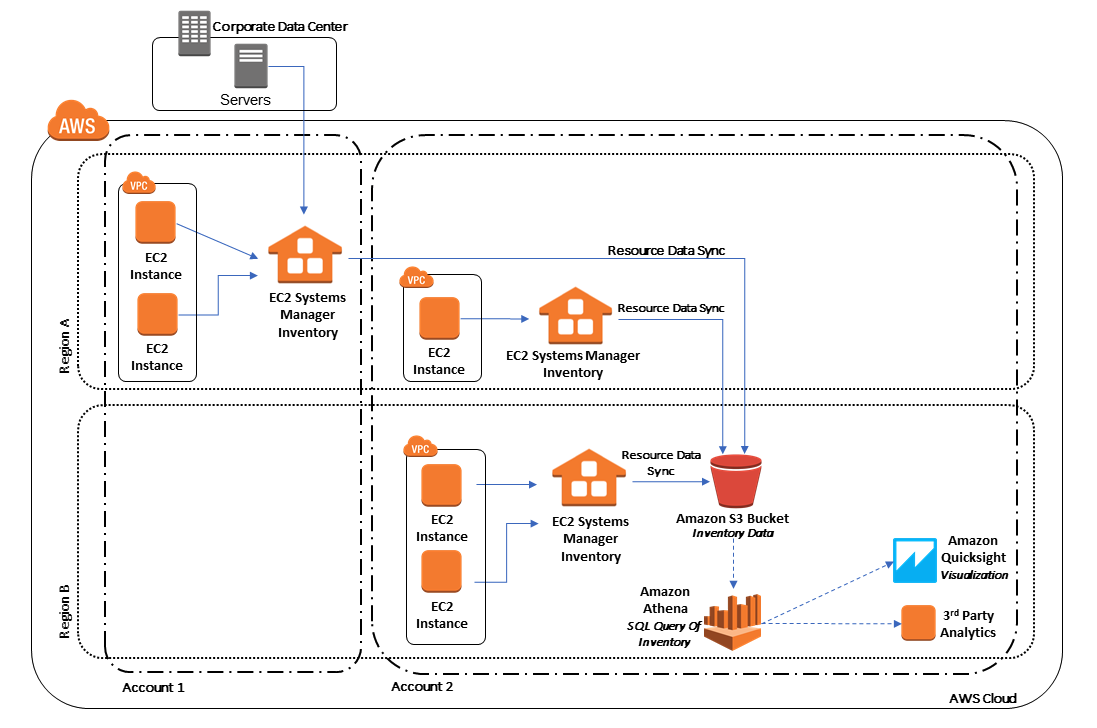 Corporate Data Center
Servers
AWS
VPC
EC2
Instance
EC2
Instance
EC2 Systems
Manager
Inventory
Region A
Resource Data Sync
VPC
EC2
Instance
EC2 Systems Manager
Inventory
Resource Data Sync
VPC
EC2
Instance
EC2
Instance
EC2 Systems
Manager
Inventory
Resource Data
Sync
Amazon S3 Bucket
Inventory Data
Amazon
Athena
SQL Query Of
Inventory
Amazon
Quicksight
Visualization
3rd Party
Analytics
Region B
Account 1
Account 2
AWS Cloud